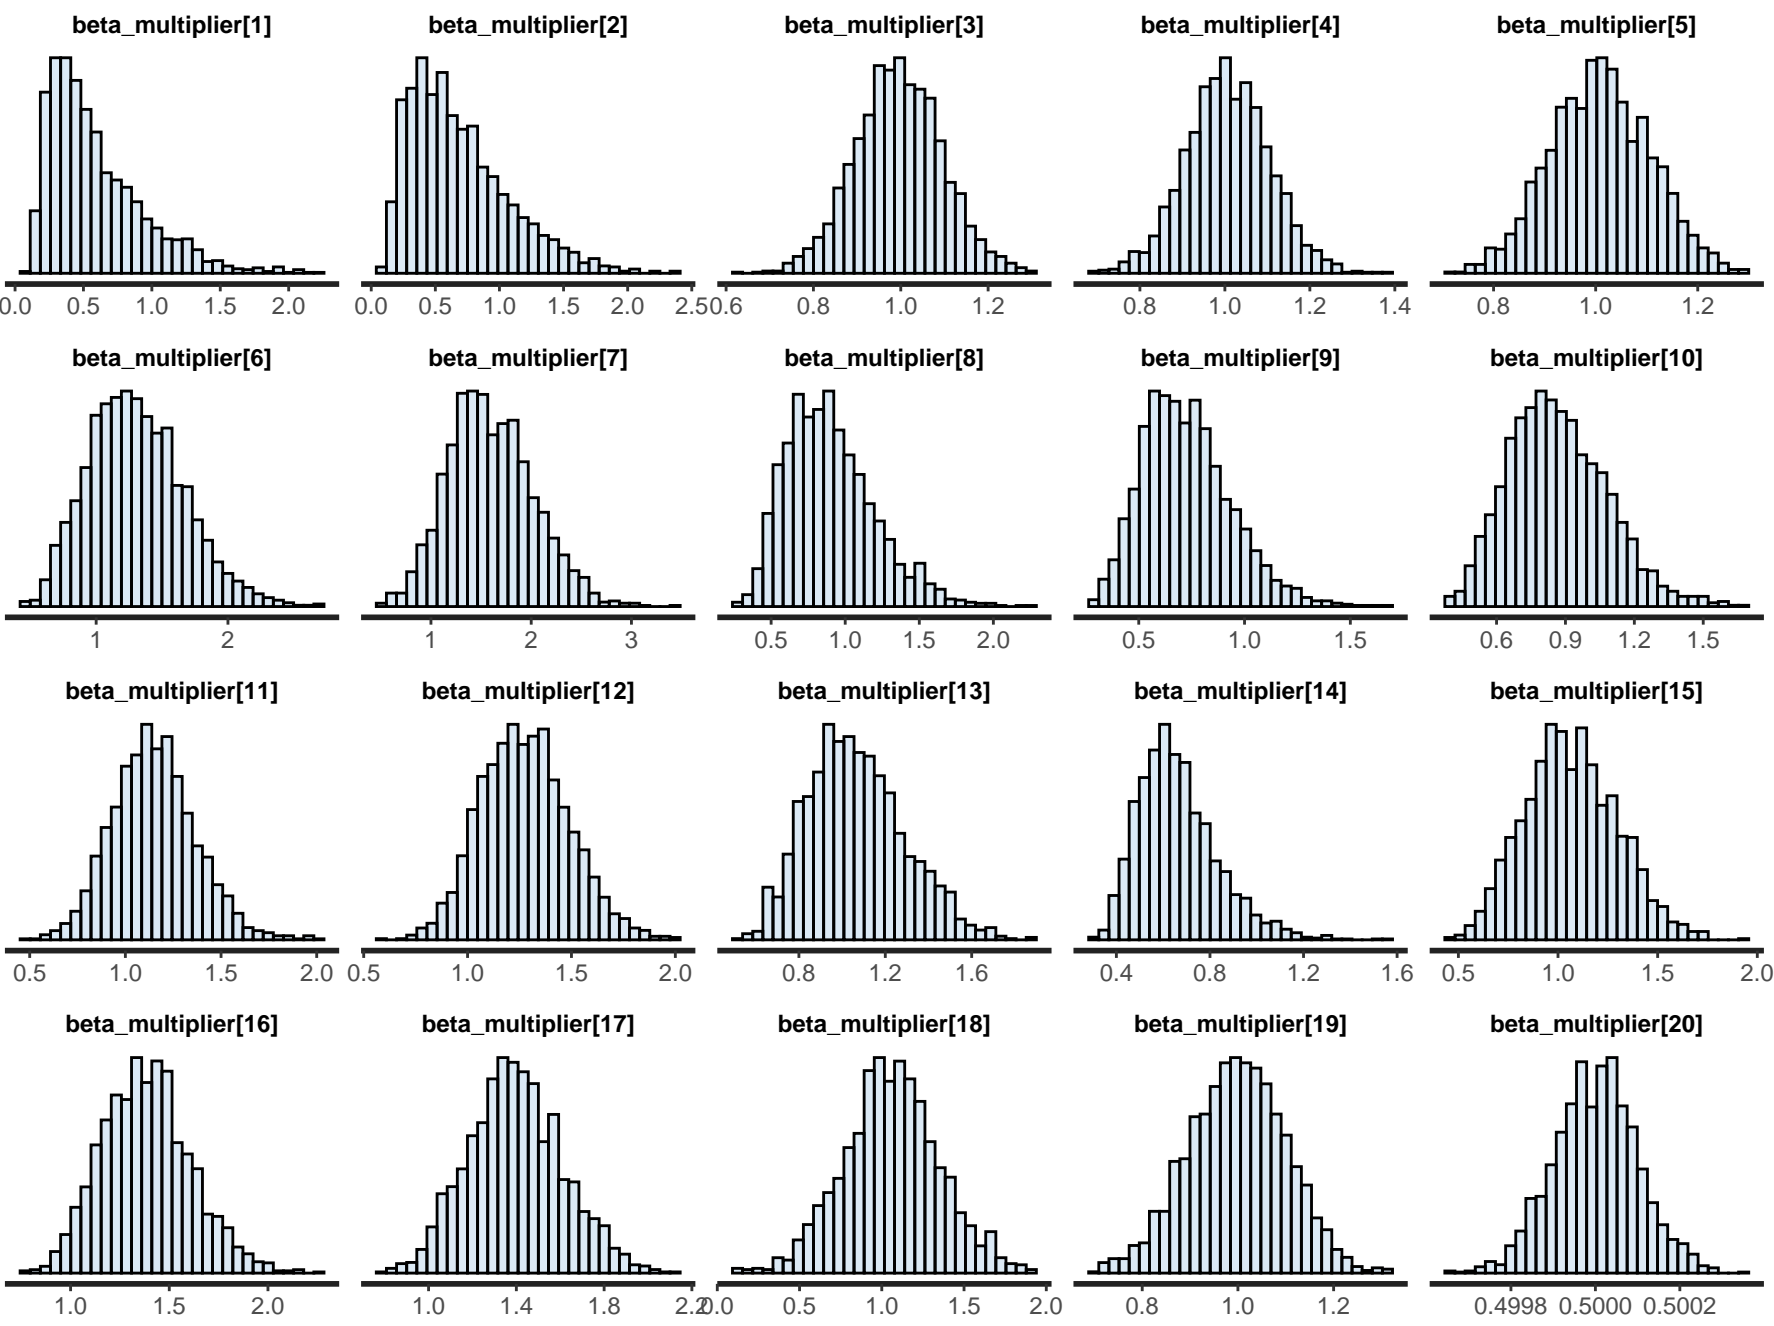 beta_multiplier[1] beta_multiplier[2] beta_multiplier[3] beta_multiplier[4] beta_multiplier[5]
0.0 0.5 1.0 1.5 2.0 0.0 0.5 1.0 1.5 2.0 2.5 0.6 0.8 1.0 1.2 0.8 1.0 1.2 1.4 0.8 1.0 1.2
beta_multiplier[6] beta_multiplier[7] beta_multiplier[8] beta_multiplier[9] beta_multiplier[10]
1 2 1 2 3 0.5 1.0 1.5 2.0 0.5 1.0 1.5 0.6 0.9 1.2 1.5
beta_multiplier[11] beta_multiplier[12] beta_multiplier[13] beta_multiplier[14] beta_multiplier[15]
0.5 1.0 1.5 2.0 0.5 1.0 1.5 2.0 0.8 1.2 1.6 0.4 0.8 1.2 1.6 0.5 1.0 1.5 2.0
beta_multiplier[16] beta_multiplier[17] beta_multiplier[18] beta_multiplier[19] beta_multiplier[20]
1.0 1.5 2.0 1.0 1.4 1.8 2.2 0.0 0.5 1.0 1.5 2.0 0.8 1.0 1.2 0.4998 0.5000 0.5002